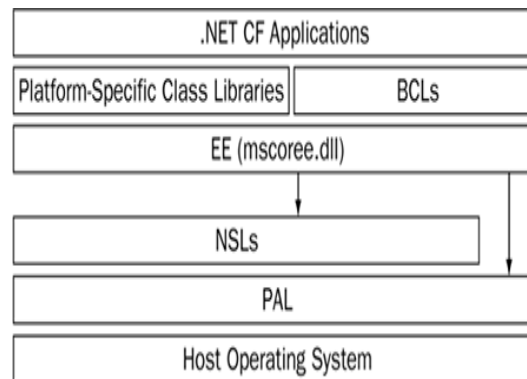 .NET CF Applications
Platform-Specific Class Libraries
BCLs
EE (mscoree.dll)
NSLs
PAL
Host Operating System